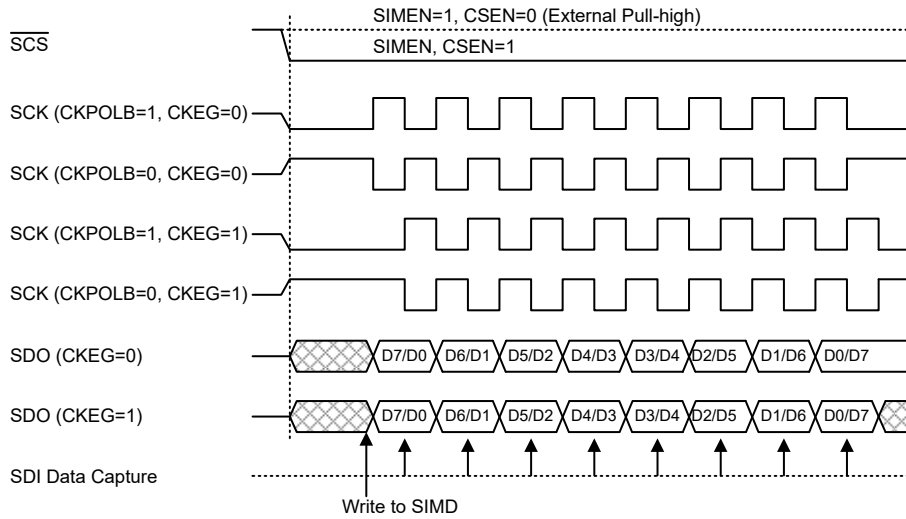 SIMEN=1, CSEN=0 (External Pull-high)
SCS
SIMEN, CSEN=1
SCK (CKPOLB=1, CKEG=0)
SCK (CKPOLB=0, CKEG=0)
SCK (CKPOLB=1, CKEG=1)
SCK (CKPOLB=0, CKEG=1)
SDO (CKEG=0) D7/D0 D6/D1 D5/D2 D4/D3 D3/D4 D2/D5 D1/D6 D0/D7
SDO (CKEG=1) D7/D0 D6/D1 D5/D2 D4/D3 D3/D4 D2/D5 D1/D6 D0/D7
SDI Data Capture
Write to SIMD